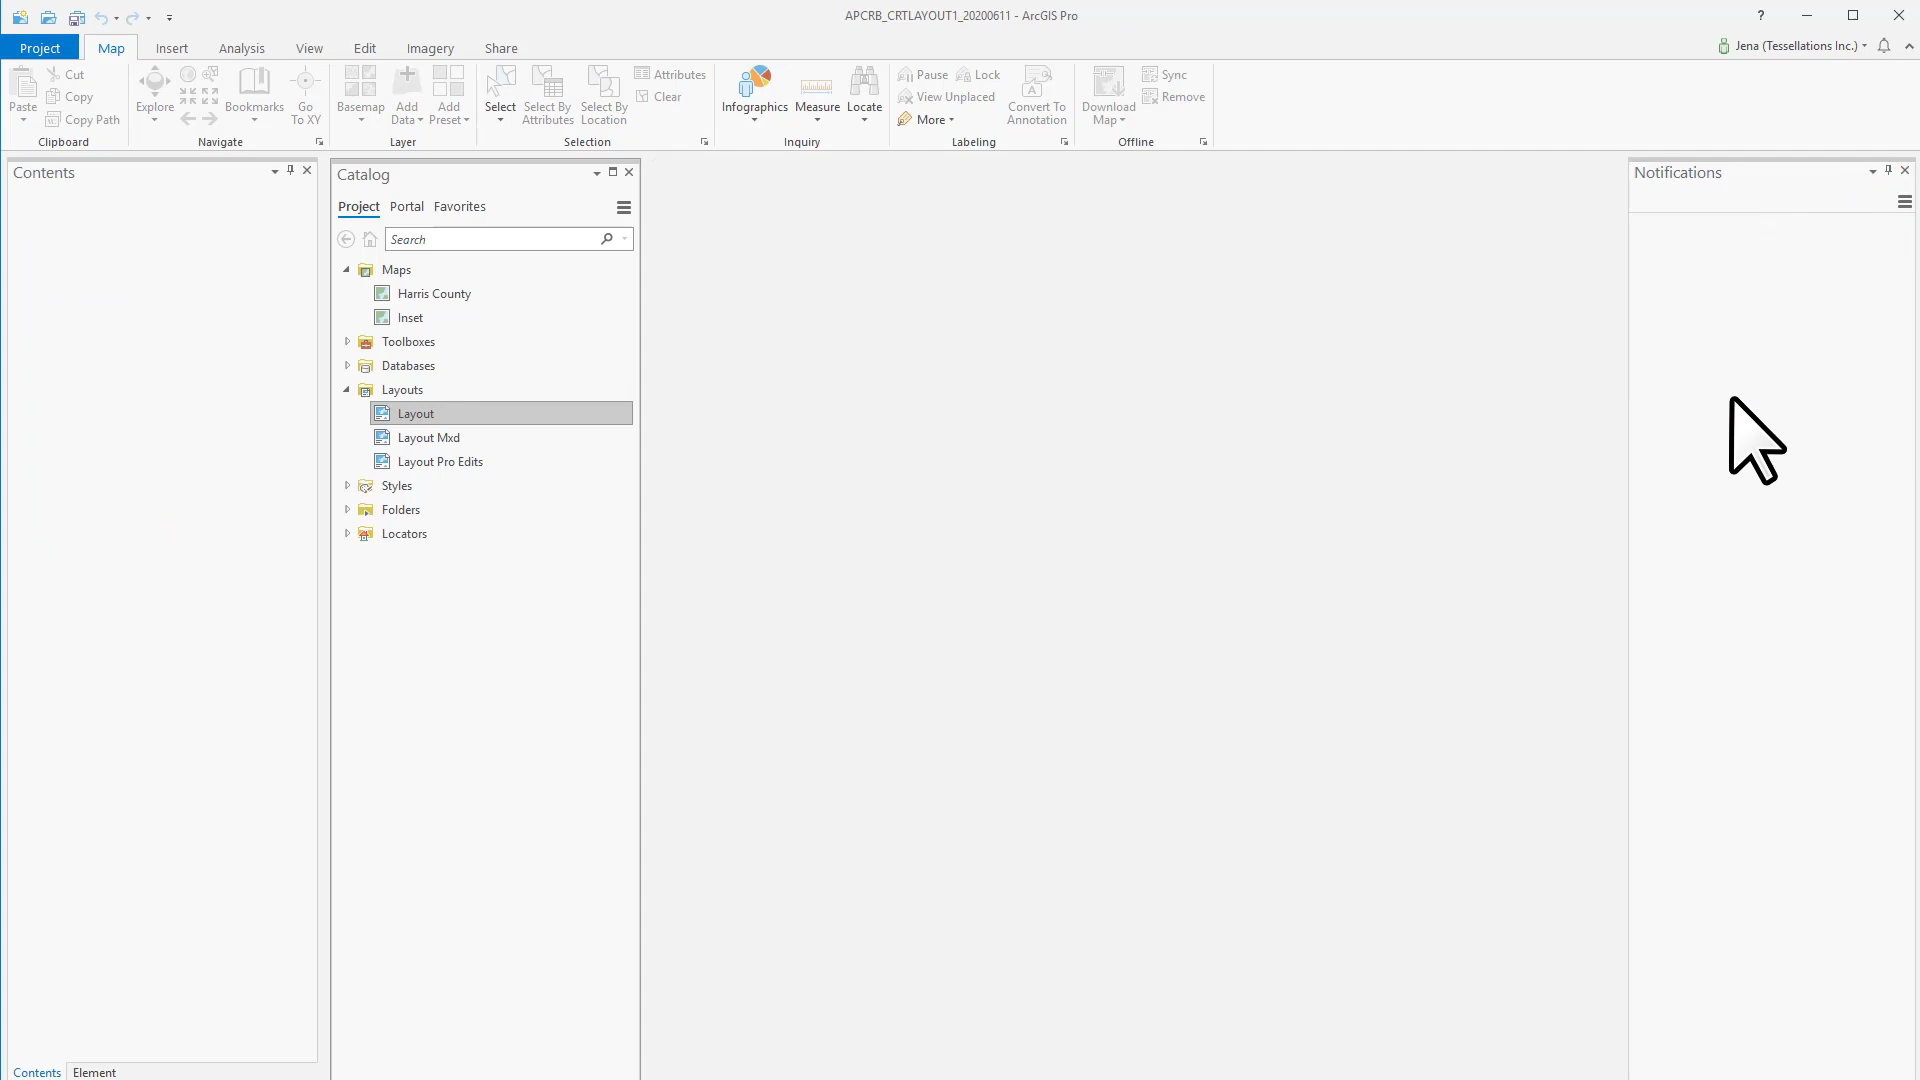 APCRB_CRTLAYOUT1_20200611 - ArcGIS Pro
?
Project Map Insert Analysis View Edit Imagery Share
Jena (Tessellations Inc.)
Paste
Cut
Copy
Copy Path
Clipboard
Explore
Bookmarks
Go To XY
Navigate
Basemap
Add Data
Add Preset
Layer
Select
Select By Attributes
Select By Location
Attributes
Clear
Selection
Infographics
Measure
Locate
Inquiry
Pause
Lock
View Unplaced
More
Convert To Annotation
Labeling
Download Map
Sync
Remove
Offline
Contents
Catalog
Project Portal Favorites
Search
Maps
Harris County
Inset
Toolboxes
Databases
Layouts
Layout
Layout Mxd
Layout Pro Edits
Styles
Folders
Locators
Notifications
Contents Element